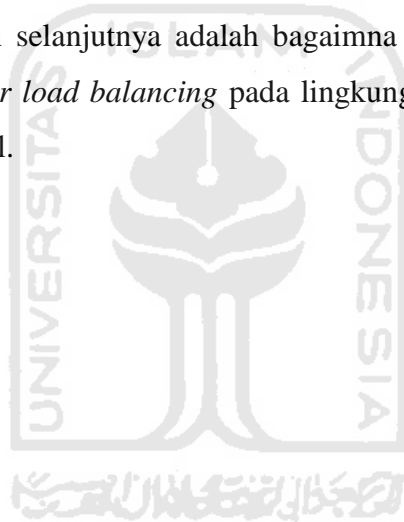 selanjutnya adalah bagaimna
r load balancing pada lingkung
l.
ISLAM
UNIVERSITAS
INDONESIA